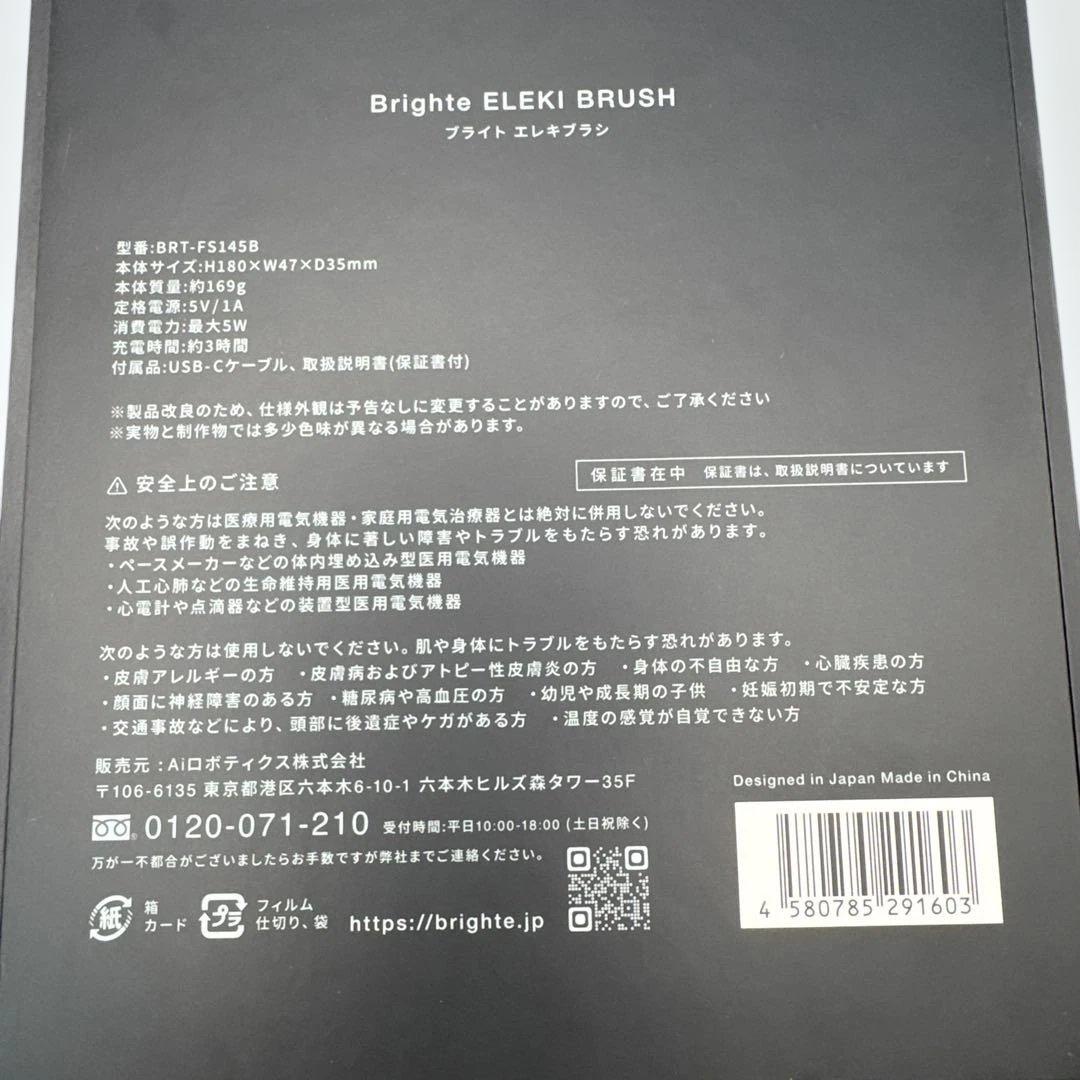 Brighte ELEKI BRUSH
ブライト エレキブラシ
型番:BRT-FS145B
本体サイズ:H180×W47×D35mm
本体質量:約169g
定格電源:5V/1A
消費電力:最大5W
充電時間:約3時間
付属品:USB-Cケーブル、取扱説明書(保証書付)
※製品改良のため、仕様外観は予告なしに変更することがありますので、ご了承ください
※実物と制作物では多少色味が異なる場合があります。
⚠ 安全上のご注意
保証書在中 保証書は、取扱説明書についています
次のような方は医療用電気機器・家庭用電気治療器とは絶対に併用しないでください。
事故や誤作動をまねき、身体に著しい障害やトラブルをもたらす恐れがあります。
・ペースメーカーなどの体内埋め込み型医用電気機器
・人工心肺などの生命維持用医用電気機器
・心電計や点滴器などの装置型医用電気機器
次のような方は使用しないでください。肌や身体にトラブルをもたらす恐れがあります。
・皮膚アレルギーの方 ・皮膚病およびアトピー性皮膚炎の方 ・身体の不自由な方 ・心臓疾患の方
・顔面に神経障害のある方 ・糖尿病や高血圧の方 ・幼児や成長期の子供 ・妊娠初期で不安定な方
・交通事故などにより、頭部に後遺症やケガがある方 ・温度の感覚が自覚できない方
販売元：Aiロボティクス株式会社
〒106-6135 東京都港区六本木6-10-1 六本木ヒルズ森タワー35F
0120-071-210 受付時間:平日10:00-18:00 (土日祝除く)
万が一不都合がございましたらお手数ですが弊社までご連絡ください。
Designed in Japan Made in China
4 580785 291603
紙 箱
カード
プラ フィルム
仕切り、袋
https://brighte.jp